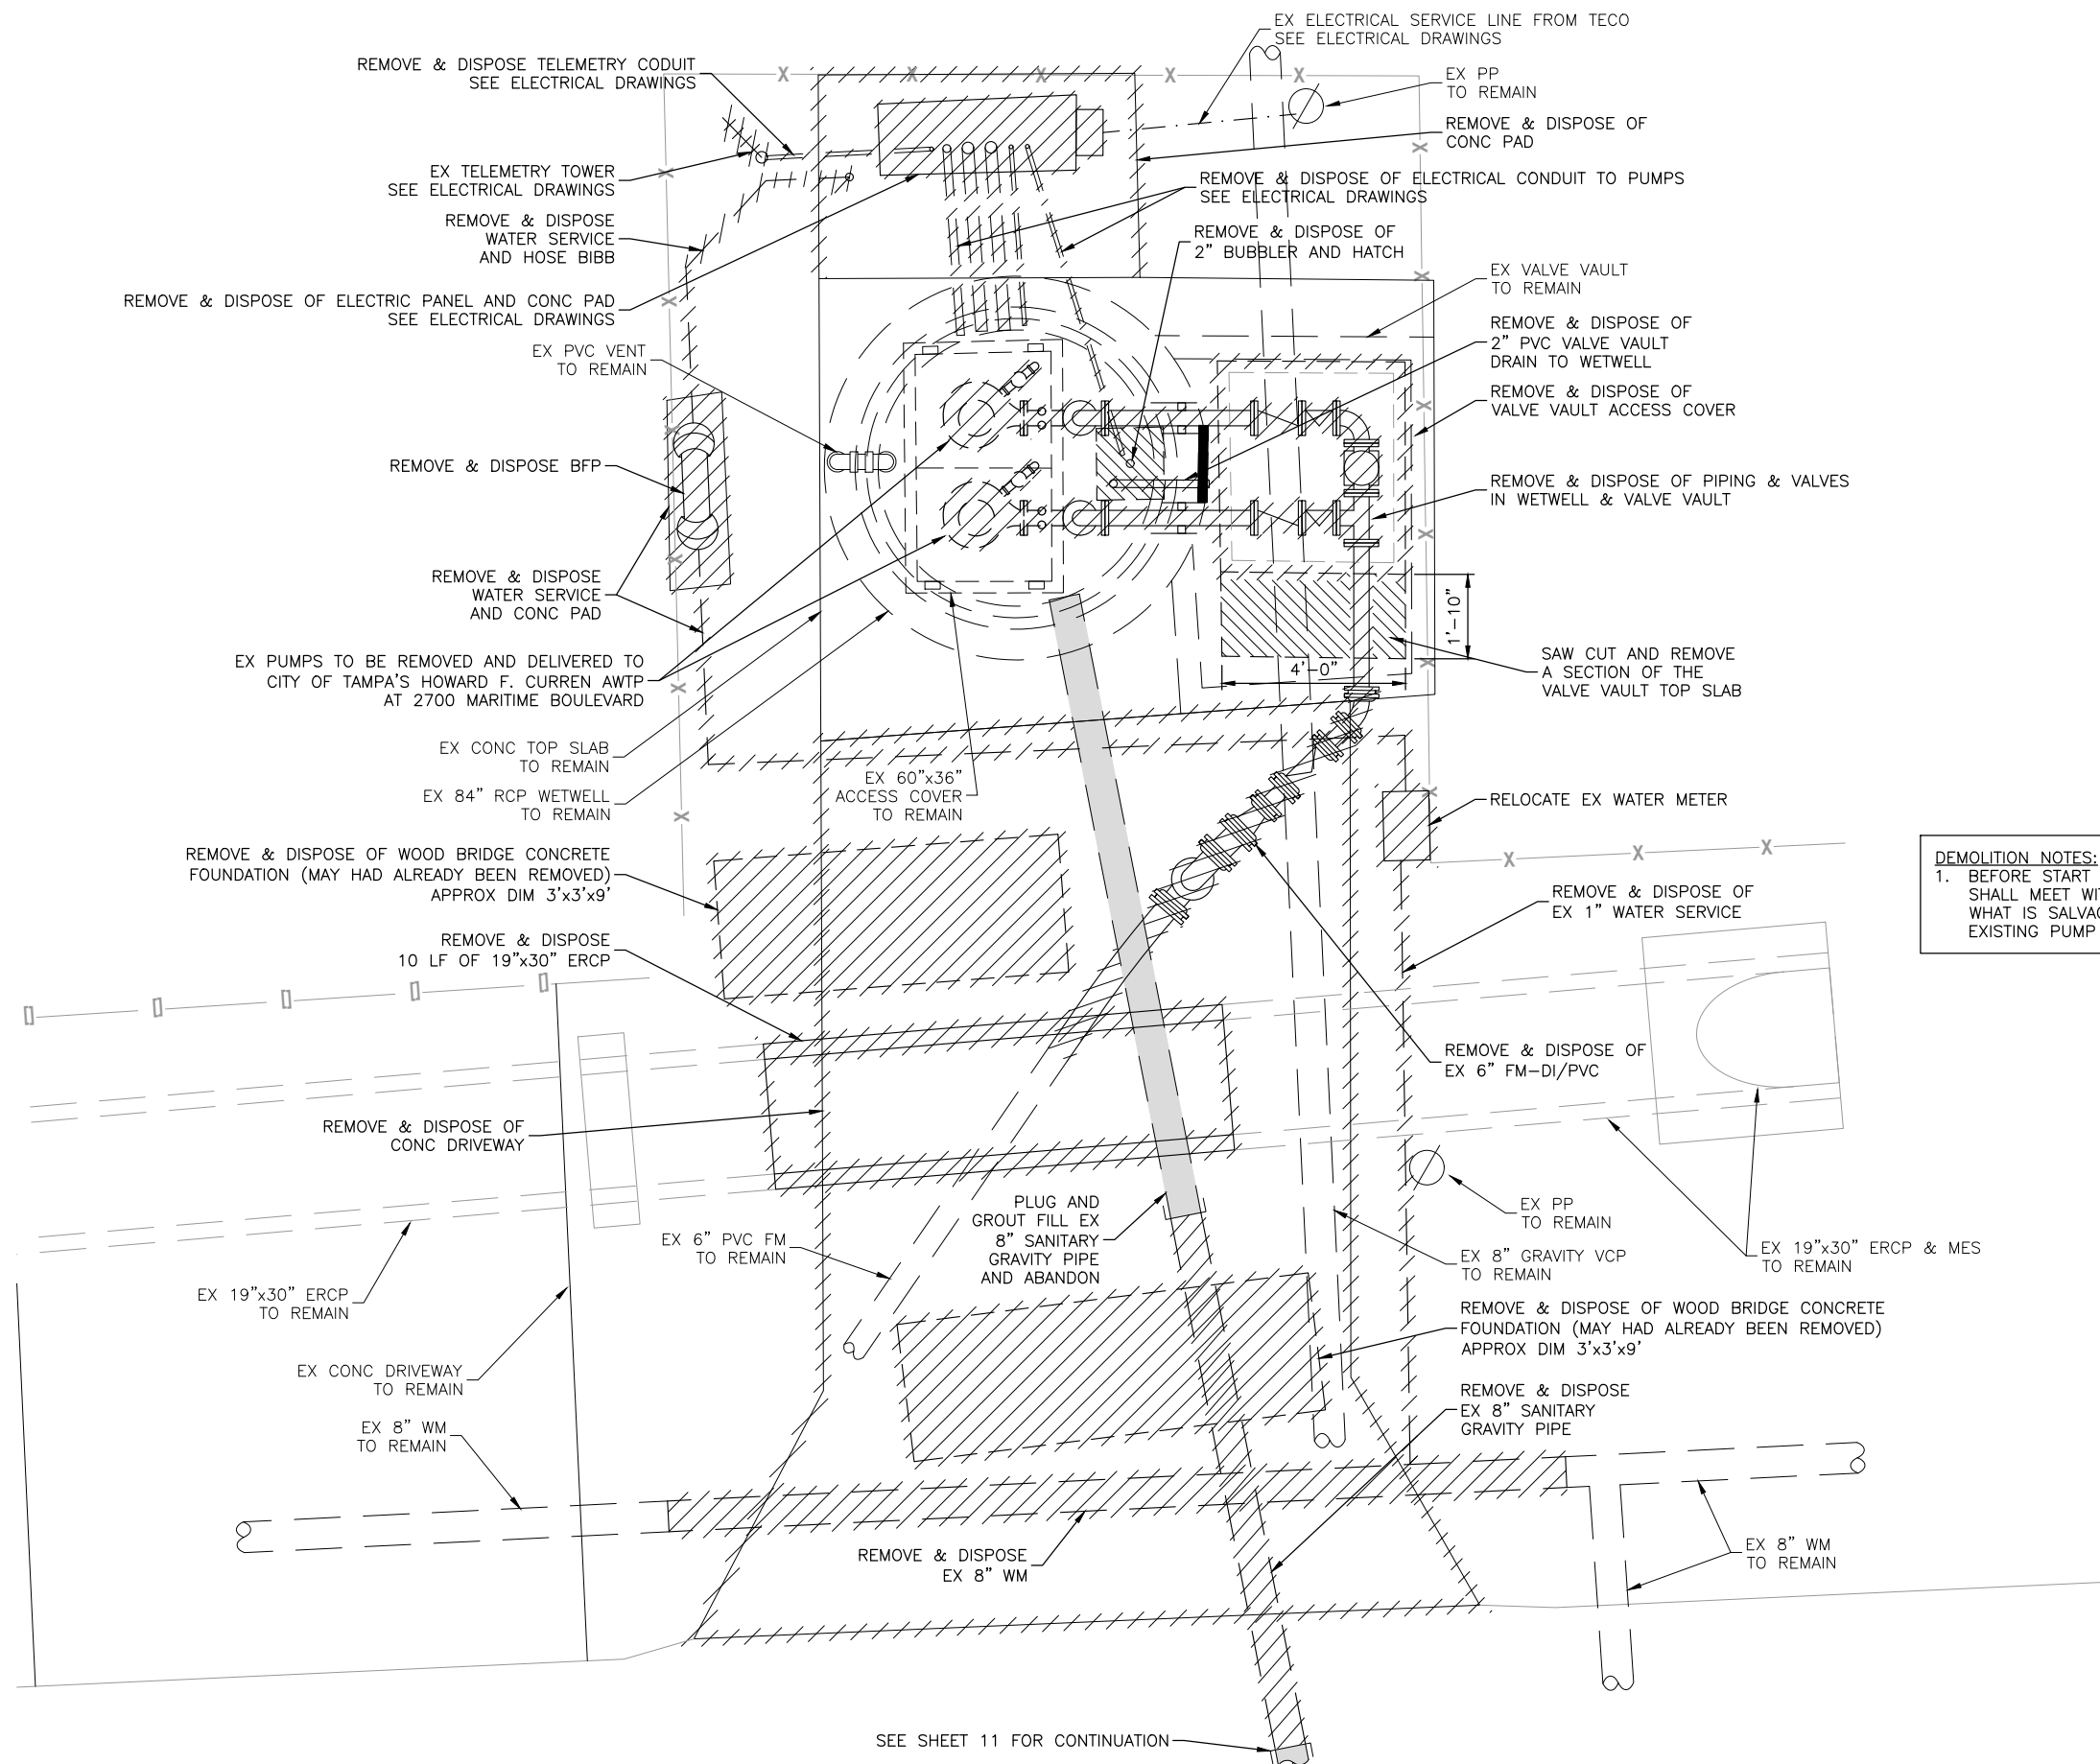 EX ELECTRICAL SERVICE LINE FROM TECO
SEE ELECTRICAL DRAWINGS
REMOVE & DISPOSE TELEMETRY CODUIT
SEE ELECTRICAL DRAWINGS
EX PP
TO REMAIN
REMOVE & DISPOSE OF
CONC PAD
EX TELEMETRY TOWER
SEE ELECTRICAL DRAWINGS
REMOVE & DISPOSE OF ELECTRICAL CONDUIT TO PUMPS
SEE ELECTRICAL DRAWINGS
REMOVE & DISPOSE
WATER SERVICE
AND HOSE BIBB
REMOVE & DISPOSE OF
2" BUBBLER AND HATCH
EX VALVE VAULT
TO REMAIN
REMOVE & DISPOSE OF ELECTRIC PANEL AND CONC PAD
SEE ELECTRICAL DRAWINGS
REMOVE & DISPOSE OF
2" PVC VALVE VAULT
DRAIN TO WETWELL
EX PVC VENT
TO REMAIN
REMOVE & DISPOSE OF
VALVE VAULT ACCESS COVER
REMOVE & DISPOSE BFP
REMOVE & DISPOSE OF PIPING & VALVES
IN WETWELL & VALVE VAULT
REMOVE & DISPOSE
WATER SERVICE
AND CONC PAD
1'-10"
4'-0"
SAW CUT AND REMOVE
A SECTION OF THE
VALVE VAULT TOP SLAB
EX PUMPS TO BE REMOVED AND DELIVERED TO
CITY OF TAMPA'S HOWARD F. CURREN AWTP
AT 2700 MARITIME BOULEVARD
EX CONC TOP SLAB
TO REMAIN
EX 84" RCP WETWELL
TO REMAIN
EX 60"x36"
ACCESS COVER
TO REMAIN
RELOCATE EX WATER METER
REMOVE & DISPOSE OF WOOD BRIDGE CONCRETE
FOUNDATION (MAY HAD ALREADY BEEN REMOVED)
APPROX DIM 3'x3'x9'
DEMOLITION NOTES:
1. BEFORE START
SHALL MEET WI
WHAT IS SALVA
EXISTING PUMP
REMOVE & DISPOSE OF
EX 1" WATER SERVICE
REMOVE & DISPOSE
10 LF OF 19"x30" ERCP
REMOVE & DISPOSE OF
EX 6" FM-DI/PVC
REMOVE & DISPOSE OF
CONC DRIVEWAY
PLUG AND
GROUT FILL EX
8" SANITARY
GRAVITY PIPE
AND ABANDON
EX PP
TO REMAIN
EX 6" PVC FM
TO REMAIN
EX 8" GRAVITY VCP
TO REMAIN
EX 19"x30" ERCP & MES
TO REMAIN
EX 19"x30" ERCP
TO REMAIN
REMOVE & DISPOSE OF WOOD BRIDGE CONCRETE
FOUNDATION (MAY HAD ALREADY BEEN REMOVED)
APPROX DIM 3'x3'x9'
EX CONC DRIVEWAY
TO REMAIN
REMOVE & DISPOSE
EX 8" SANITARY
GRAVITY PIPE
EX 8" WM
TO REMAIN
REMOVE & DISPOSE
EX 8" WM
EX 8" WM
TO REMAIN
SEE SHEET 11 FOR CONTINUATION